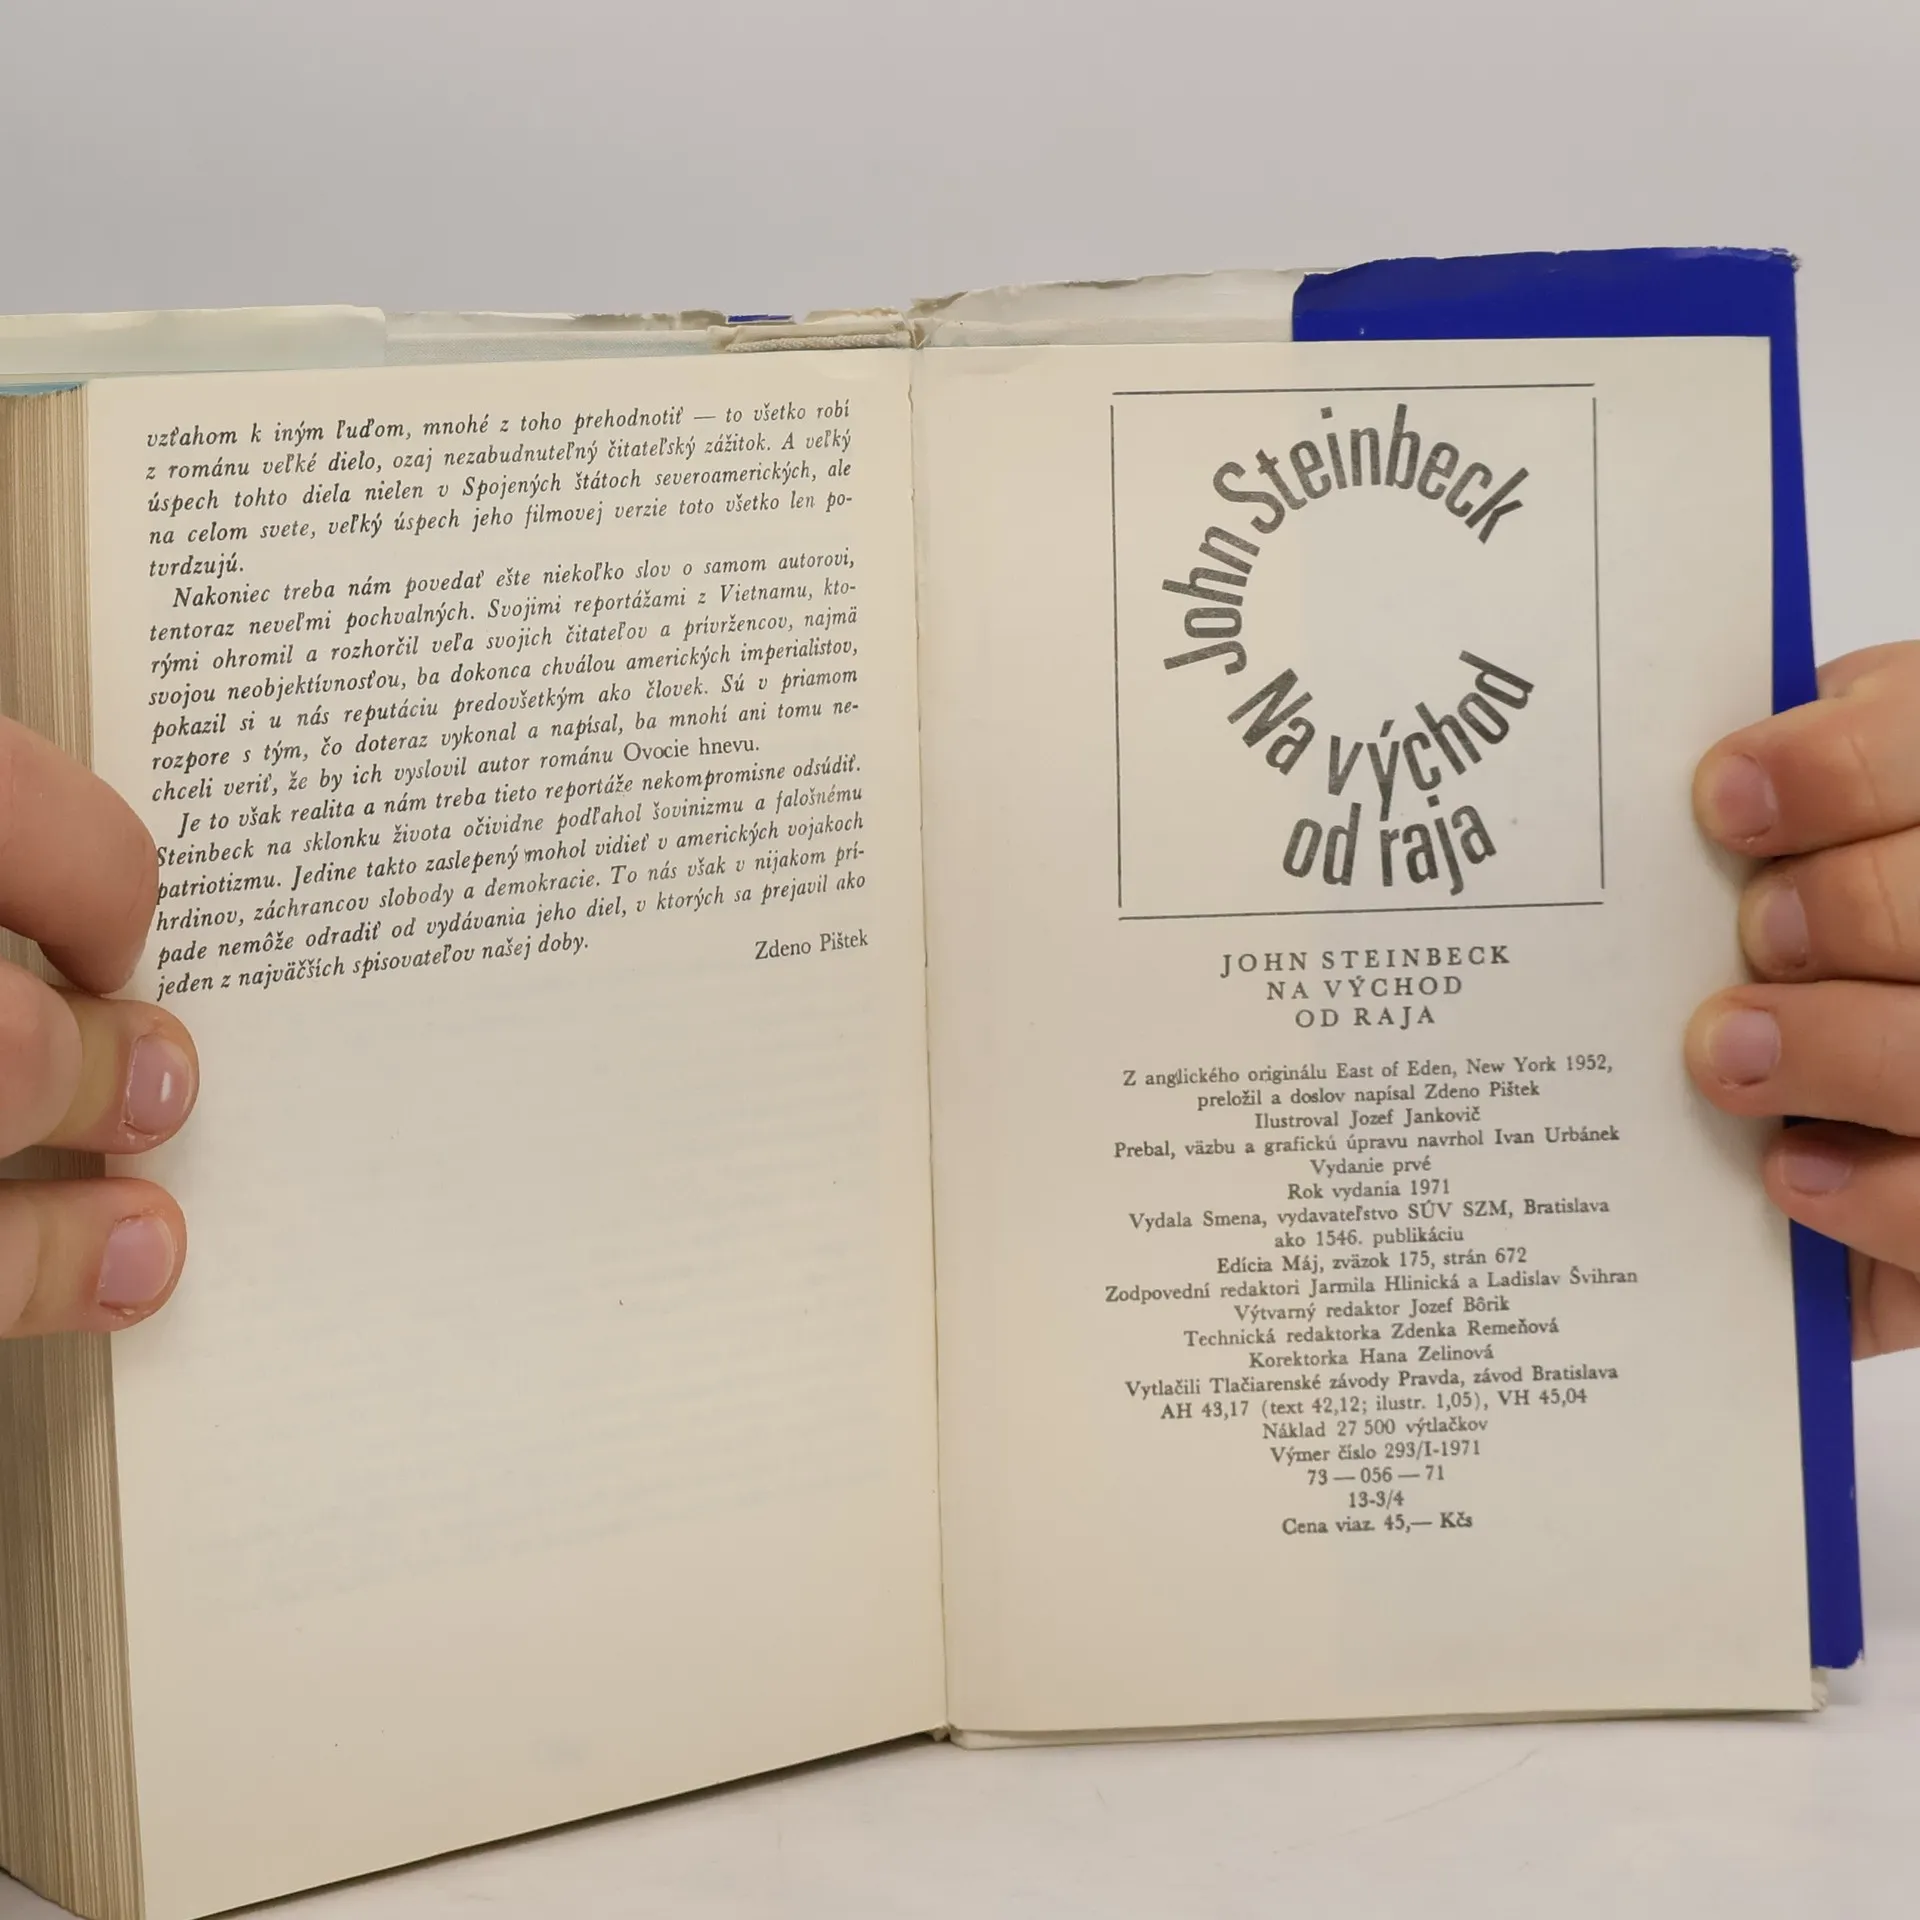 vzťahom k iným ľuďom, mnohé z toho prehodnotiť — to všetko robí
z románu veľké dielo, ozaj nezabudnuteľný čitateľský zážitok. A veľký
úspech tohto diela nielen v Spojených štátoch severoamerických, ale
na celom svete, veľký úspech jeho filmovej verzie toto všetko len po-
tvrdzujú.
Nakoniec treba nám povedať ešte niekoľko slov o samom autorovi,
tentoraz neveľmi pochvalných. Svojimi reportážami z Vietnamu, kto-
rými ohromil a rozhorčil veľa svojich čitateľov a prívržencov, najmä
svojou neobjektívnosťou, ba dokonca chválou amerických imperialistov,
pokazil si u nás reputáciu predovšetkým ako človek. Sú v priamom
rozpore s tým, čo doteraz vykonal a napísal, ba mnohí ani tomu ne-
chceli veriť, že by ich vyslovil autor románu Ovocie hnevu.
Je to však realita a nám treba tieto reportáže nekompromisne odsúdiť.
Steinbeck na sklonku života očividne podľahol šovinizmu a falošnému
patriotizmu. Jedine takto zaslepený mohol vidieť v amerických vojakoch
hrdinov, záchrancov slobody a demokracie. To nás však v nijakom prí-
pade nemôže odradiť od vydávania jeho diel, v ktorých sa prejavil ako
jeden z najväčších spisovateľov našej doby.
Zdeno Pištek
John Steinbeck
Na východ
od raja
JOHN STEINBECK
NA VÝCHOD
OD RAJA
Z anglického originálu East of Eden, New York 1952,
preložil a doslov napísal Zdeno Pištek
Ilustroval Jozef Jankovič
Prebal, väzbu a grafickú úpravu navrhol Ivan Urbánek
Vydanie prvé
Rok vydania 1971
Vydala Smena, vydavateľstvo SÚV SZM, Bratislava
ako 1546. publikáciu
Edícia Máj, zväzok 175, strán 672
Zodpovední redaktori Jarmila Hlinická a Ladislav Švihran
Výtvarný redaktor Jozef Bôrik
Technická redaktorka Zdenka Remeňová
Korektorka Hana Zelinová
Vytlačili Tlačiarenské závody Pravda, závod Bratislava
AH 43,17 (text 42,12; ilustr. 1,05), VH 45,04
Náklad 27 500 výtlačkov
Výmer číslo 293/I-1971
73 — 056 — 71
13-3/4
Cena viaz. 45,— Kčs